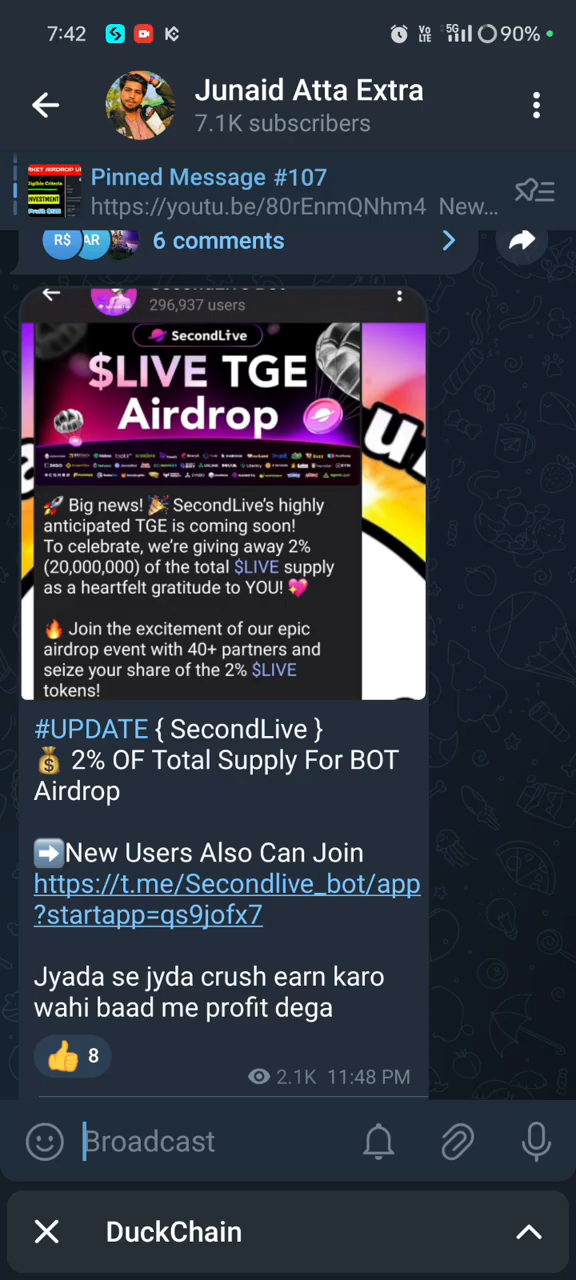 7:42
Vo LTE 5G 90%
Junaid Atta Extra
7.1K subscribers
Pinned Message #107
https://youtu.be/80rEnmQNhm4 New...
R$ AR 6 comments
296,937 users
SecondLive
$LIVE TGE
Airdrop
🚀 Big news! 🎉 SecondLive's highly
anticipated TGE is coming soon!
To celebrate, we're giving away 2%
(20,000,000) of the total $LIVE supply
as a heartfelt gratitude to YOU! 💖
🔥 Join the excitement of our epic
airdrop event with 40+ partners and
seize your share of the 2% $LIVE
tokens!
#UPDATE { SecondLive }
💰 2% OF Total Supply For BOT
Airdrop
➡️New Users Also Can Join
https://t.me/Secondlive_bot/app
?startapp=qs9jofx7
Jyada se jyda crush earn karo
wahi baad me profit dega
👍 8
2.1K 11:48 PM
Broadcast
DuckChain